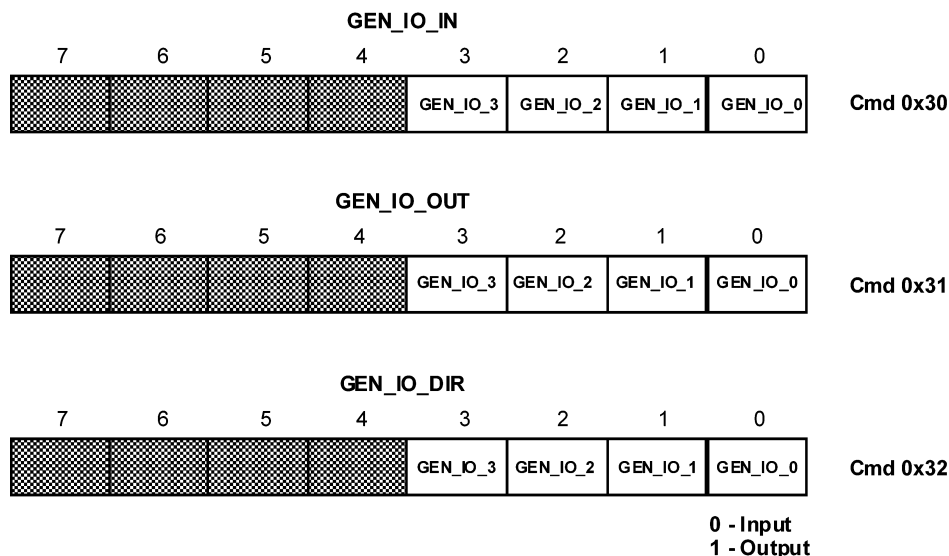 GEN_IO_IN
7 6 5 4 3 2 1 0
GEN_IO_3 GEN_IO_2 GEN_IO_1 GEN_IO_0 Cmd 0x30
GEN_IO_OUT
7 6 5 4 3 2 1 0
GEN_IO_3 GEN_IO_2 GEN_IO_1 GEN_IO_0 Cmd 0x31
GEN_IO_DIR
7 6 5 4 3 2 1 0
GEN_IO_3 GEN_IO_2 GEN_IO_1 GEN_IO_0 Cmd 0x32
0 - Input
1 - Output